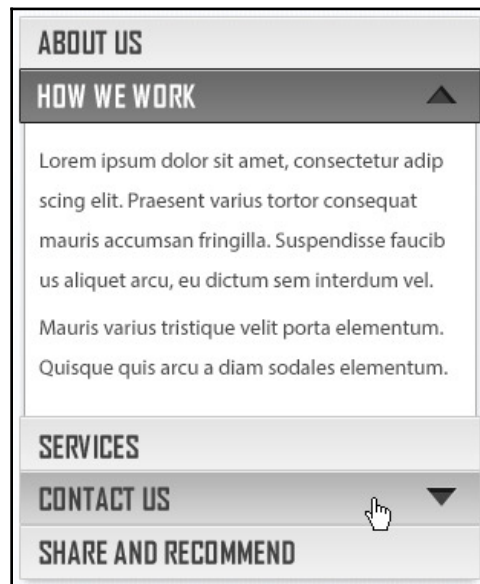 ABOUT US
HOW WE WORK
Lorem ipsum dolor sit amet, consectetur adip
scing elit. Praesent varius tortor consequat
mauris accumsan fringilla. Suspendisse faucib
us aliquet arcu, eu dictum sem interdum vel.
Mauris varius tristique velit porta elementum.
Quisque quis arcu a diam sodales elementum.
SERVICES
CONTACT US
SHARE AND RECOMMEND